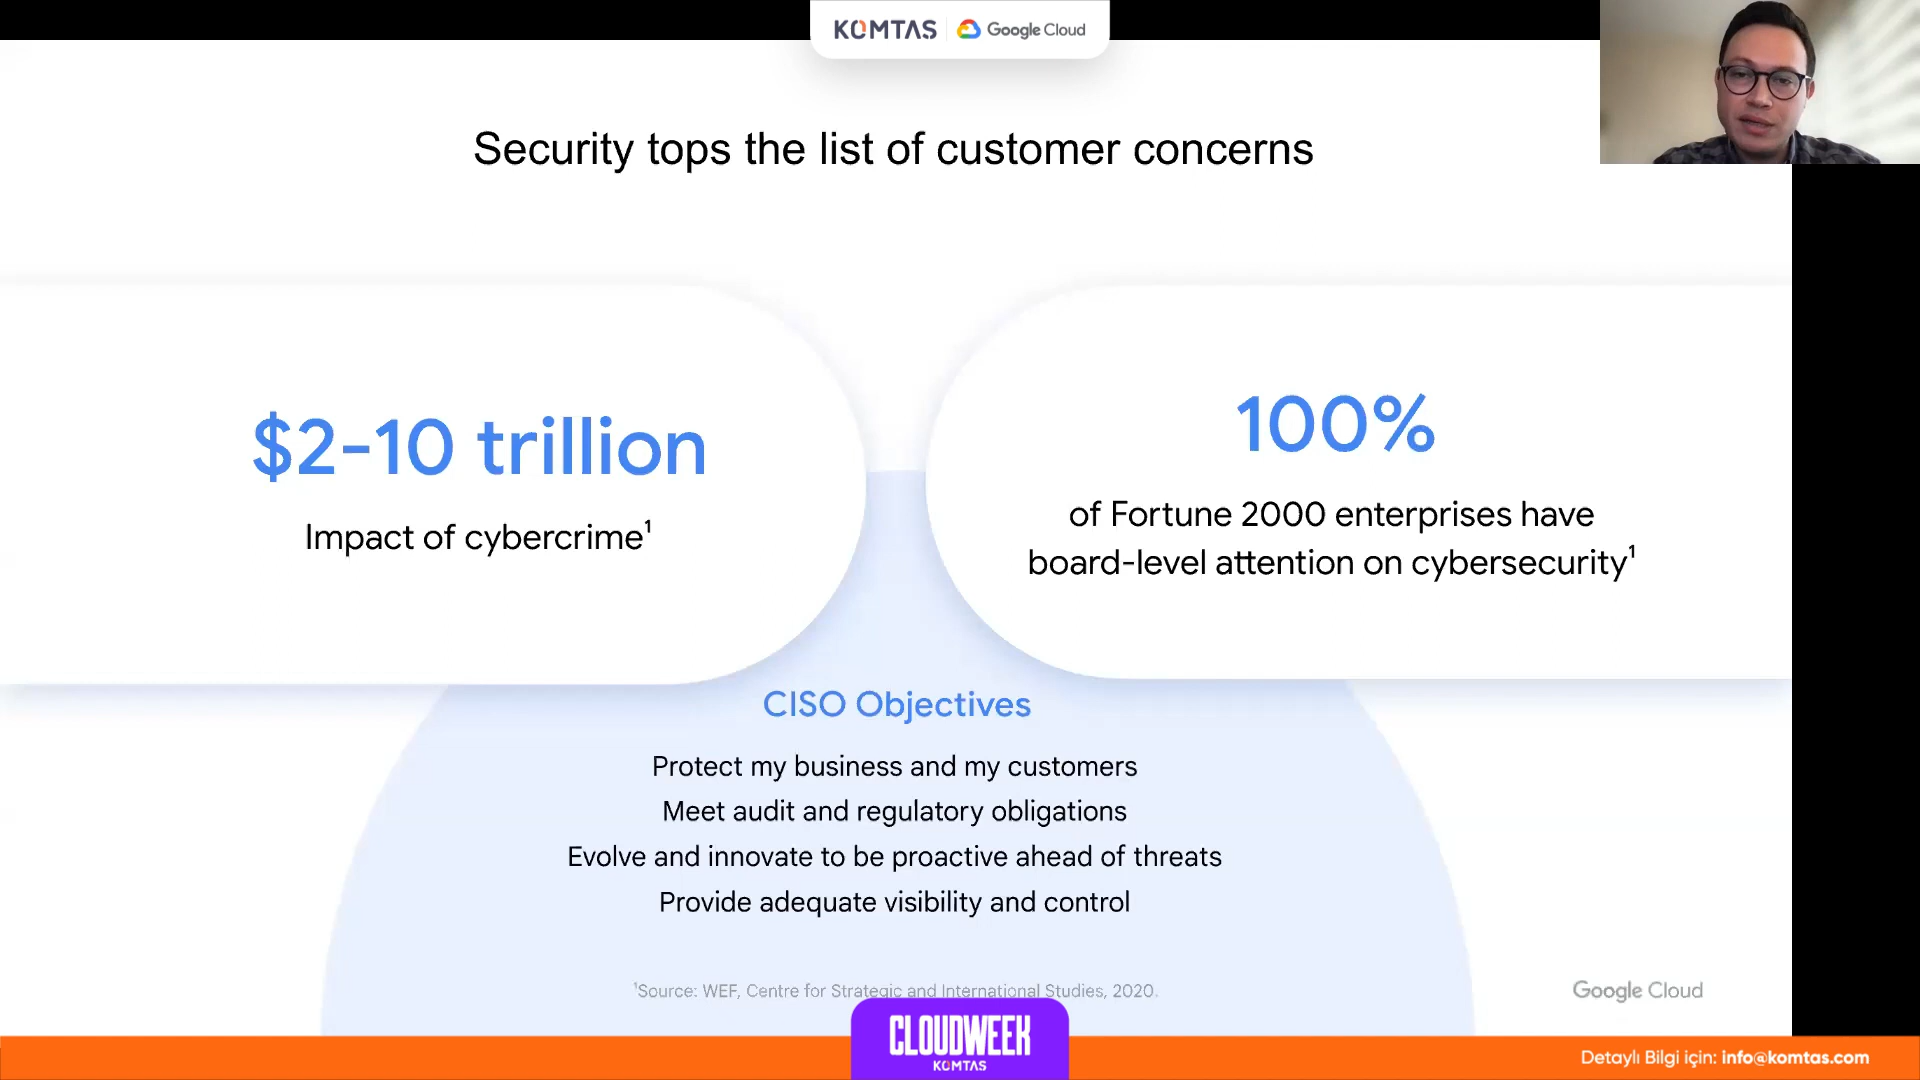 KOMTAS Google Cloud
Security tops the list of customer concerns
$2-10 trillion
Impact of cybercrime¹
100%
of Fortune 2000 enterprises have
board-level attention on cybersecurity¹
CISO Objectives
Protect my business and my customers
Meet audit and regulatory obligations
Evolve and innovate to be proactive ahead of threats
Provide adequate visibility and control
¹Source: WEF, Centre for Strategic and International Studies, 2020.
Google Cloud
CLOUDWEEK
KOMTAS
Detaylı Bilgi için: info@komtas.com